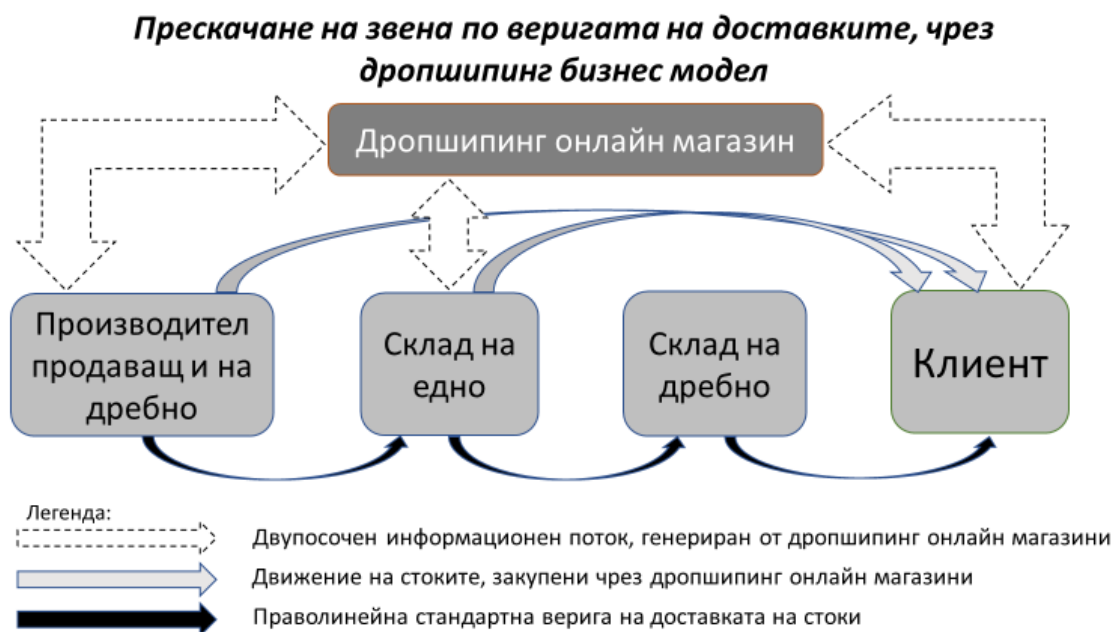 Прескачане на звена по веригата на доставките, чрез
дропшипинг бизнес модел
Дропшипинг онлайн магазин
Производител
продаващ и на
дребно
Склад на
едно
Склад на
дребно
Клиент
Легенда:
Двупосочен информационен поток, генериран от дропшипинг онлайн магазини
Движение на стоките, закупени чрез дропшипинг онлайн магазини
Праволинейна стандартна верига на доставката на стоки